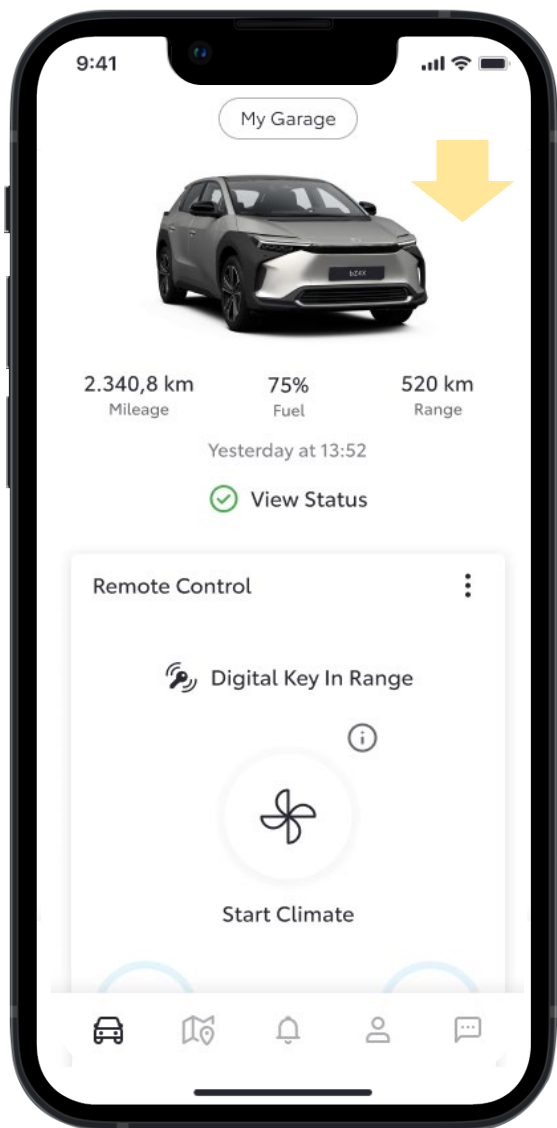 9:41
My Garage
bZ4X
2.340,8 km 75% 520 km
Mileage Fuel Range
Yesterday at 13:52
View Status
Remote Control
Digital Key In Range
Start Climate